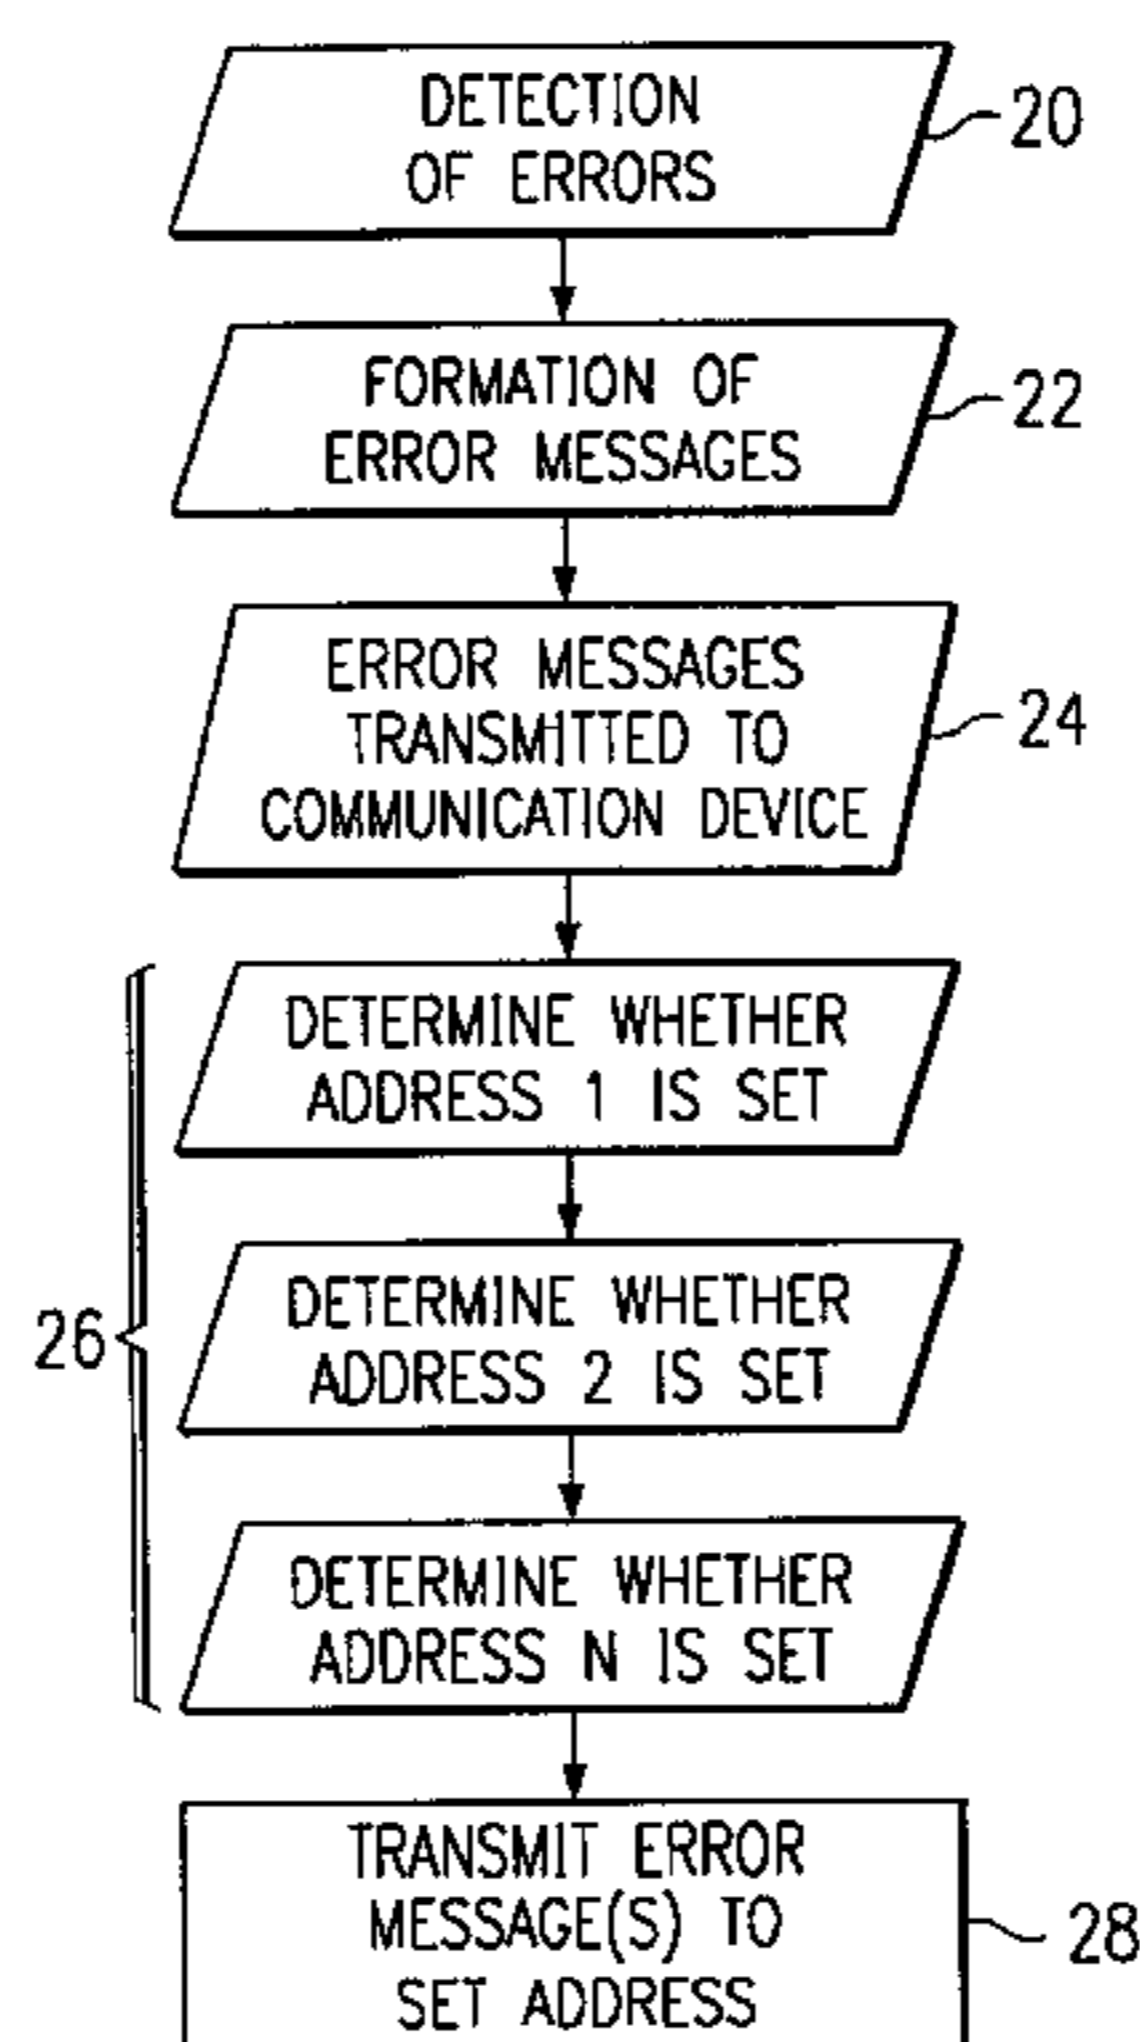 DETECTION
OF ERRORS
20
FORMATION OF
ERROR MESSAGES
22
ERROR MESSAGES
TRANSMITTED TO
COMMUNICATION DEVICE
24
DETERMINE WHETHER
ADDRESS 1 IS SET
26
DETERMINE WHETHER
ADDRESS 2 IS SET
DETERMINE WHETHER
ADDRESS N IS SET
TRANSMIT ERROR
MESSAGE(S) TO
SET ADDRESS
28